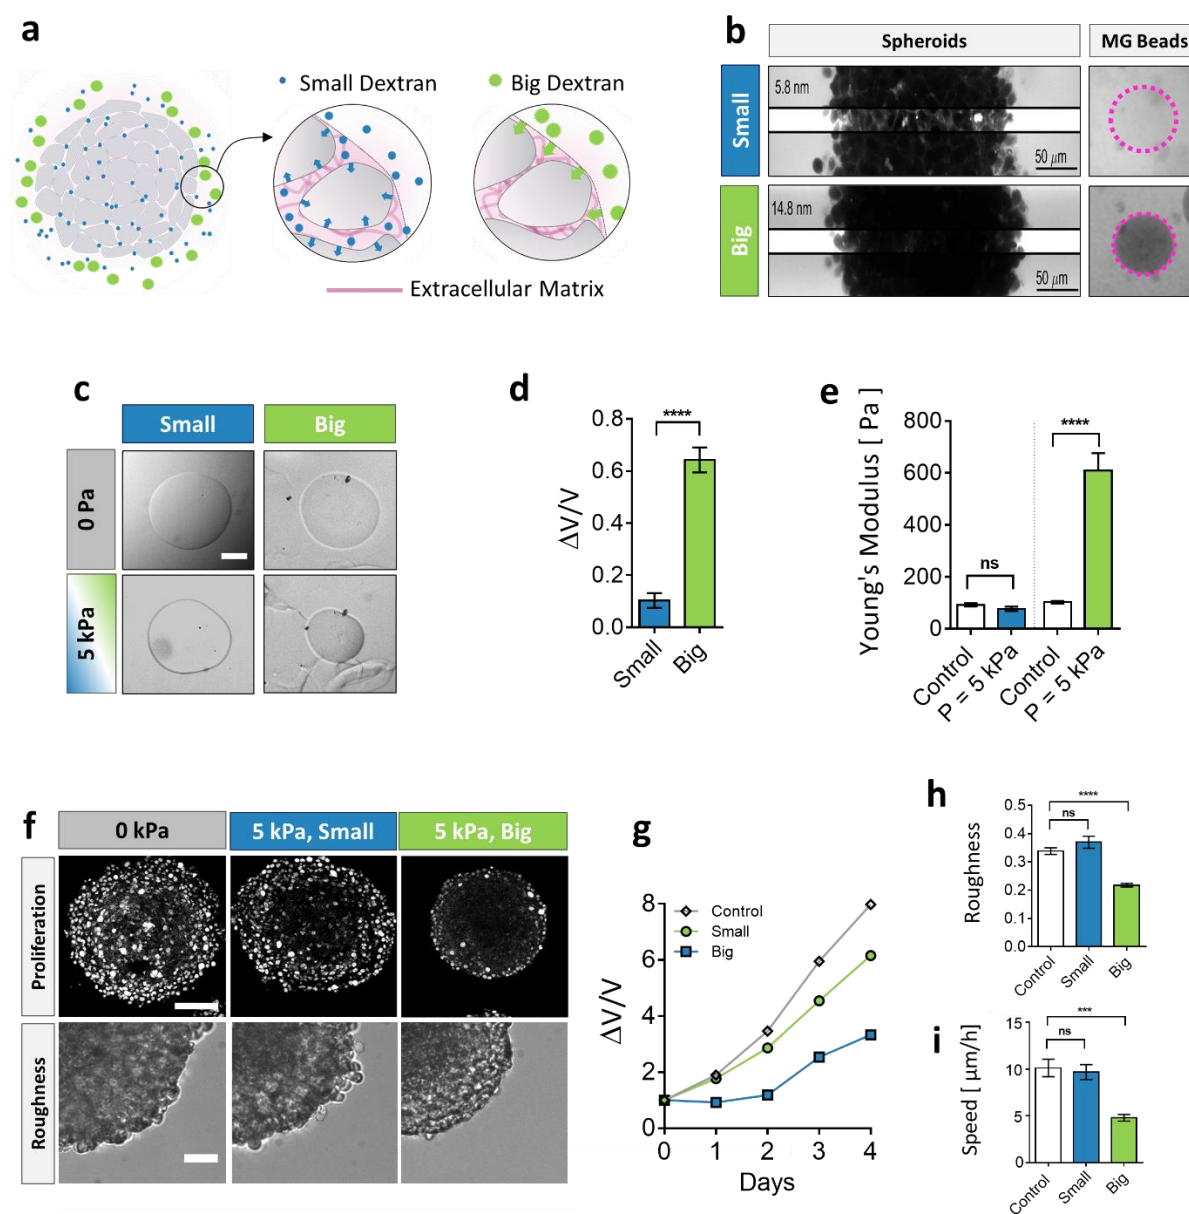 a
Small Dextran
Big Dextran
Extracellular Matrix
b
Spheroids
MG Beads
Small
5.8 nm
50 μm
Big
14.8 nm
50 μm
c
Small
Big
0 Pa
5 kPa
d
****
ΔV/V
0.8
0.6
0.4
0.2
0.0
Small
Big
e
Young's Modulus [ Pa ]
800
600
400
200
0
ns
****
Control
P = 5 kPa
Control
P = 5 kPa
f
0 kPa
5 kPa, Small
5 kPa, Big
Proliferation
Roughness
g
ΔV/V
8
6
4
2
0
Control
Small
Big
0 1 2 3 4
Days
h
Roughness
0.5
0.4
0.3
0.2
0.1
0.0
****
ns
Control
Small
Big
i
Speed [ μm/h]
15
10
5
0
***
ns
Control
Small
Big